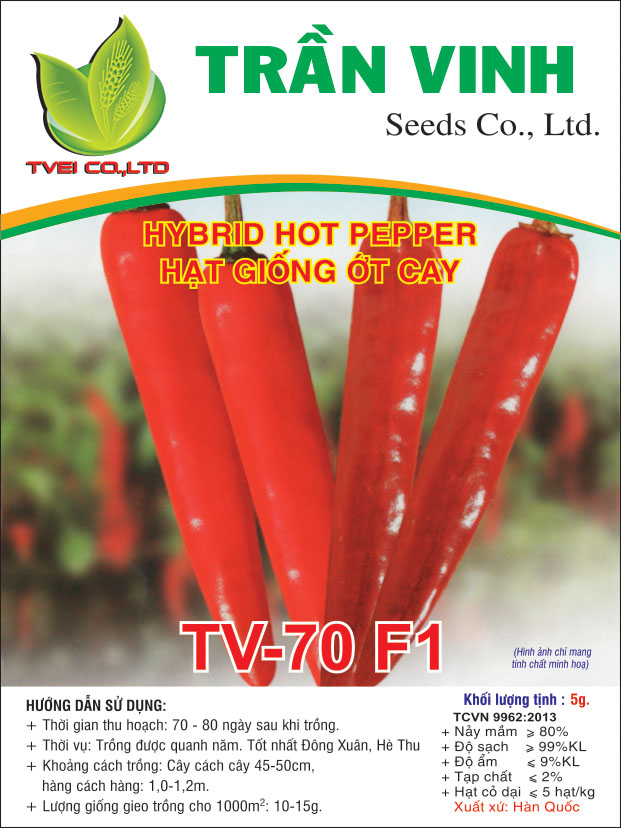 TRẦN VINH
Seeds Co., Ltd.
TVEI CO.,LTD
HYBRID HOT PEPPER
HẠT GIỐNG ỚT CAY
TV-70 F1
(Hình ảnh chỉ mang
tính chất minh hoạ)
HƯỚNG DẪN SỬ DỤNG:
+ Thời gian thu hoạch: 70 - 80 ngày sau khi trồng.
+ Thời vụ: Trồng được quanh năm. Tốt nhất Đông Xuân, Hè Thu
+ Khoảng cách trồng: Cây cách cây 45-50cm,
hàng cách hàng: 1,0-1,2m.
+ Lượng giống gieo trồng cho 1000m²: 10-15g.
Khối lượng tịnh : 5g.
TCVN 9962:2013
+ Nảy mầm ⩾ 80%
+ Độ sạch ⩾ 99%KL
+ Độ ẩm ⩽ 9%KL
+ Tạp chất ⩽ 2%
+ Hạt cỏ dại ⩽ 5 hạt/kg
Xuất xứ: Hàn Quốc